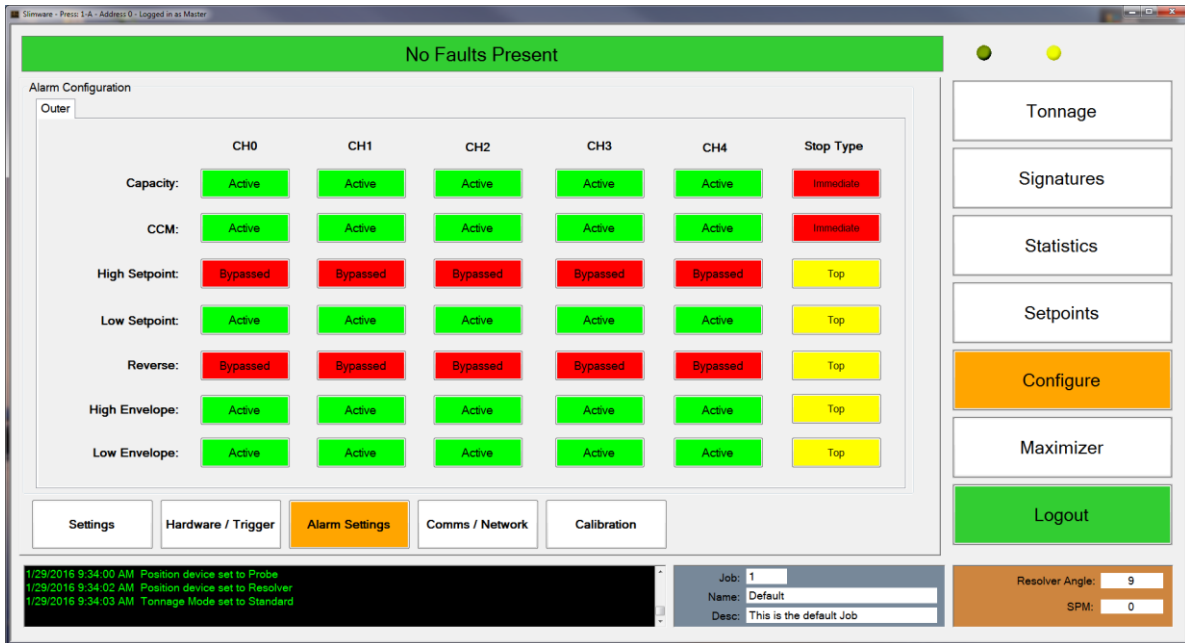 Slimware - Press: 1-A - Address 0 - Logged in as Master
No Faults Present
Alarm Configuration
Outer
CH0 CH1 CH2 CH3 CH4 Stop Type
Capacity: Active Active Active Active Active Immediate
CCM: Active Active Active Active Active Immediate
High Setpoint: Bypassed Bypassed Bypassed Bypassed Bypassed Top
Low Setpoint: Active Active Active Active Active Top
Reverse: Bypassed Bypassed Bypassed Bypassed Bypassed Top
High Envelope: Active Active Active Active Active Top
Low Envelope: Active Active Active Active Active Top
Settings Hardware / Trigger Alarm Settings Comms / Network Calibration
Tonnage
Signatures
Statistics
Setpoints
Configure
Maximizer
Logout
1/29/2016 9:34:00 AM Position device set to Probe
1/29/2016 9:34:02 AM Position device set to Resolver
1/29/2016 9:34:03 AM Tonnage Mode set to Standard
Job: 1
Name: Default
Desc: This is the default Job
Resolver Angle: 9
SPM: 0